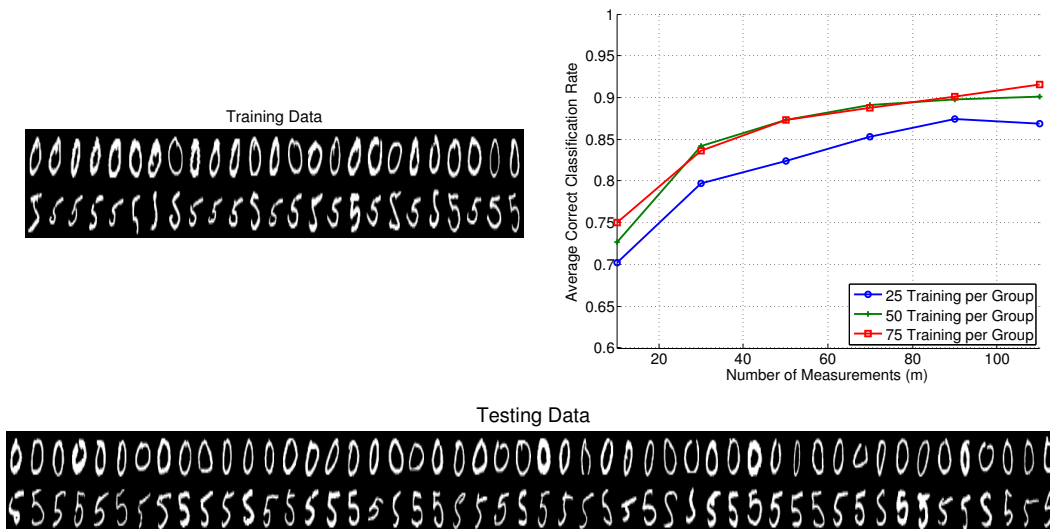 Training Data
Average Correct Classification Rate
1
0.95
0.9
0.85
0.8
0.75
0.7
0.65
0.6
20 40 60 80 100
Number of Measurements (m)
25 Training per Group
50 Training per Group
75 Training per Group
Testing Data